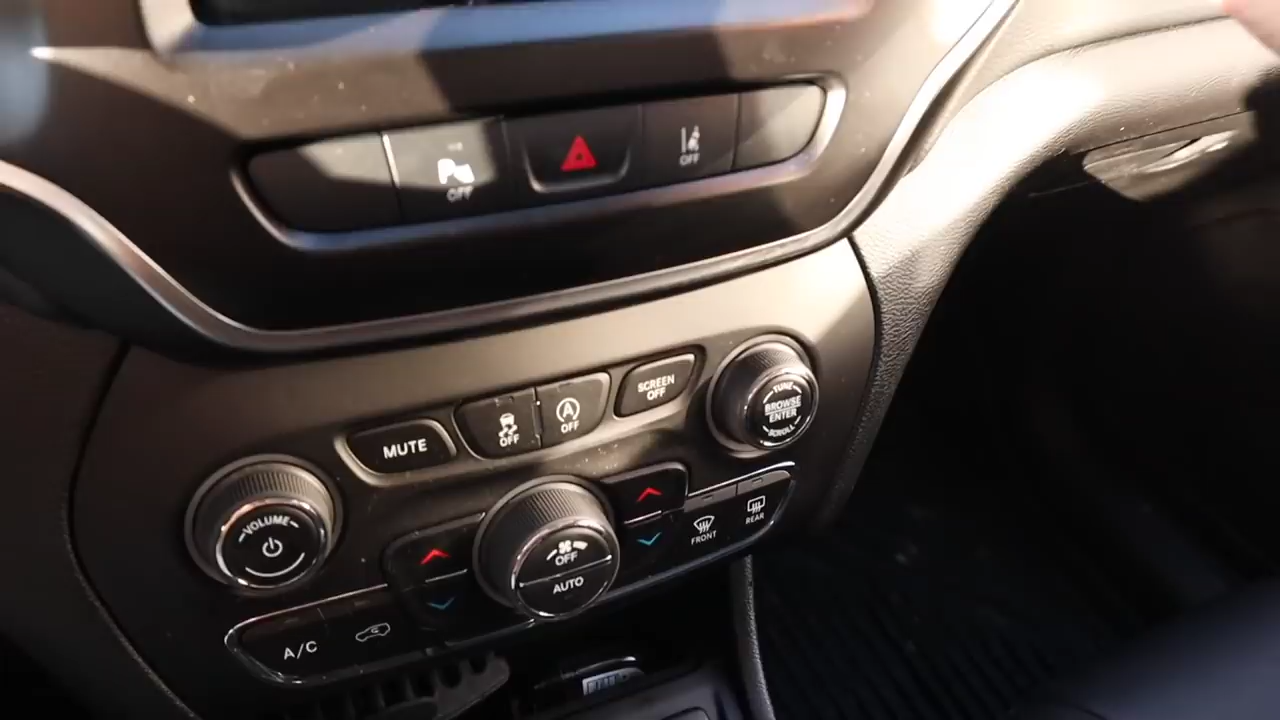 OFF
OFF
MUTE
OFF
A
OFF
SCREEN
OFF
TUNE
BROWSE
ENTER
SCROLL
VOLUME
OFF
AUTO
FRONT
REAR
A/C